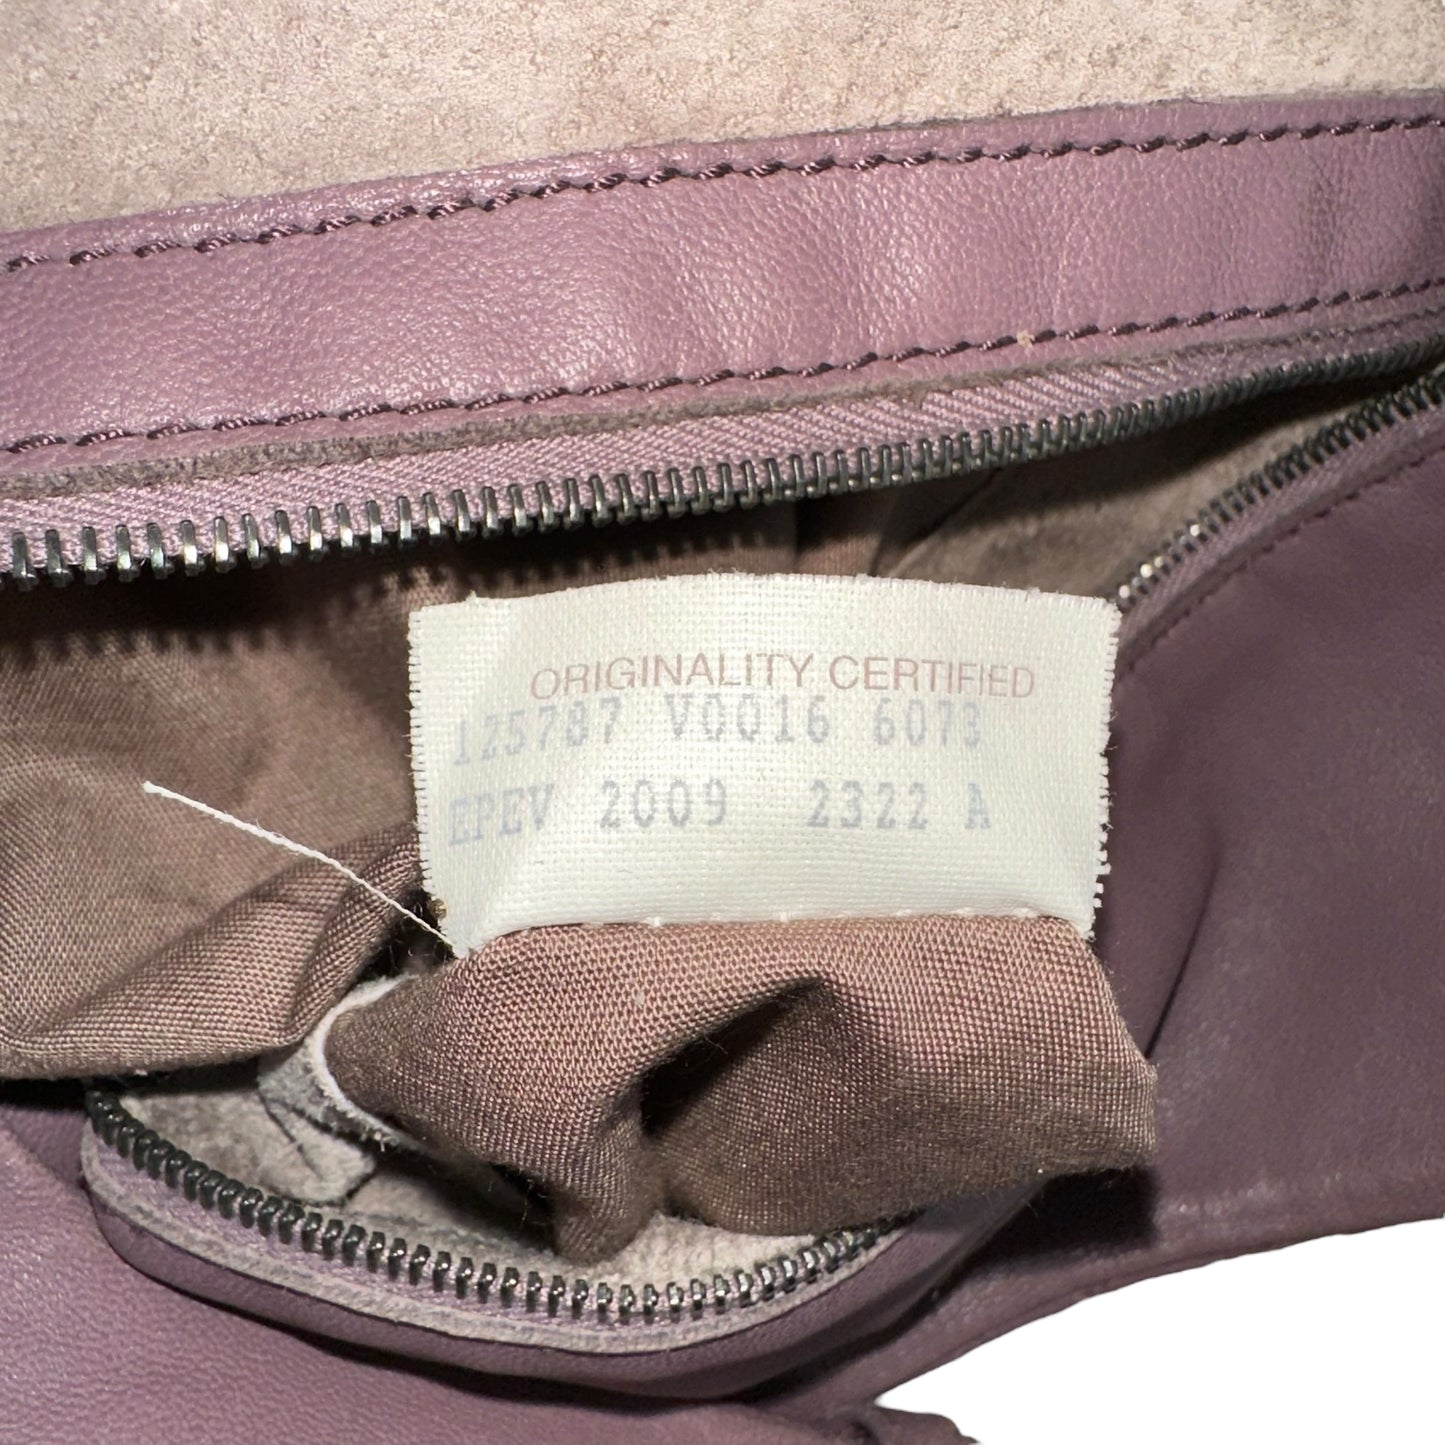 ORIGINALITY CERTIFIED
125787 V0016 6073
EPEV 2009 2322 A